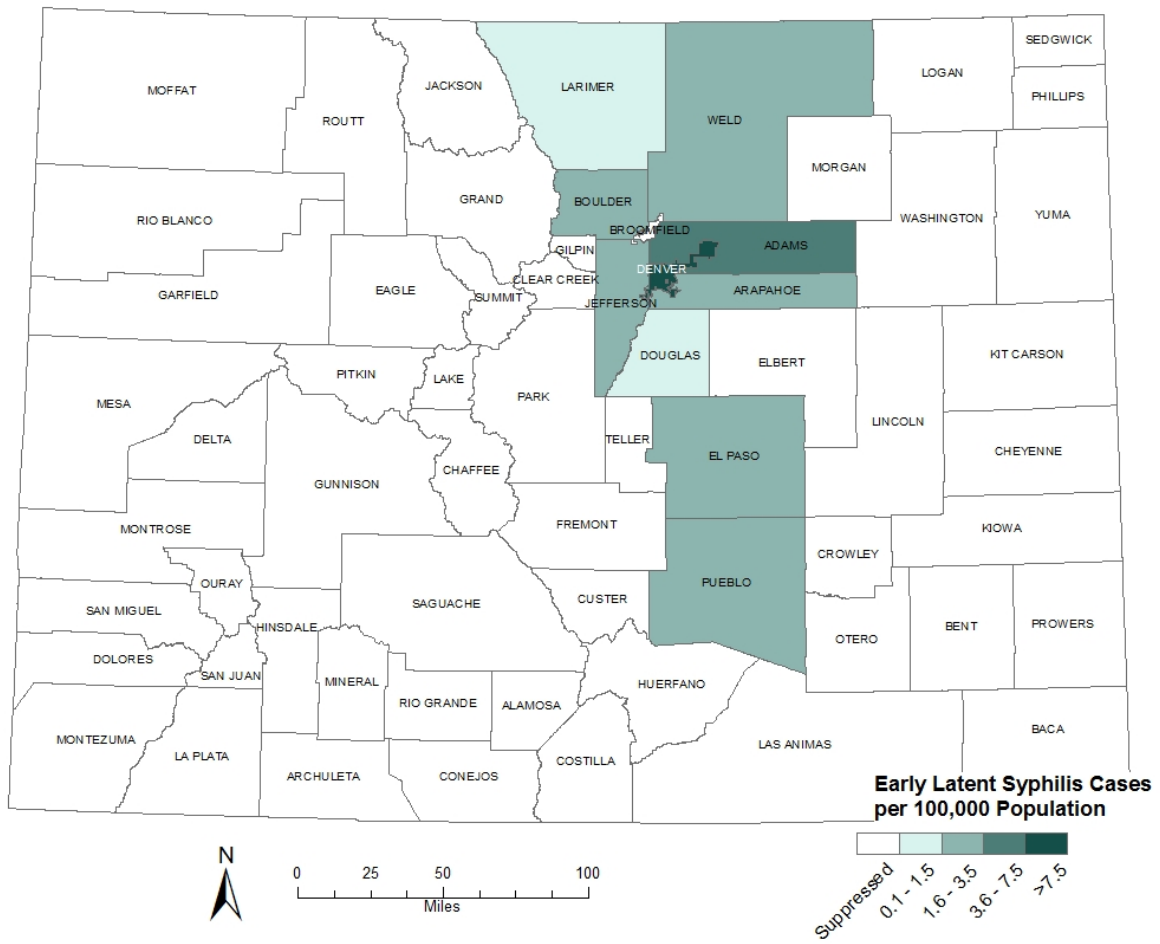 SEDGWICK
LOGAN
MOFFAT
JACKSON
LARIMER
PHILLIPS
ROUTT
WELD
MORGAN
GRAND
BOULDER
RIO BLANCO
WASHINGTON
YUMA
BROOMFIELD
GILPIN
ADAMS
DENVER
CLEAR CREEK
EAGLE
ARAPAHOE
GARFIELD
SUMMIT
JEFFERSON
DOUGLAS
ELBERT
KIT CARSON
PITKIN
LAKE
PARK
MESA
LINCOLN
DELTA
TELLER
CHEYENNE
EL PASO
CHAFFEE
GUNNISON
FREMONT
MONTROSE
KIOWA
CROWLEY
OURAY
PUEBLO
CUSTER
SAGUACHE
SAN MIGUEL
HINSDALE
BENT
PROWERS
OTERO
DOLORES
SAN JUAN
MINERAL
HUERFANO
RIO GRANDE
ALAMOSA
MONTEZUMA
LAS ANIMAS
BACA
LA PLATA
COSTILLA
ARCHULETA
CONEJOS
Early Latent Syphilis Cases
per 100,000 Population
Suppressed
0.1 - 1.5
1.6 - 3.5
3.6 - 7.5
>7.5
N
0 25 50 100
Miles